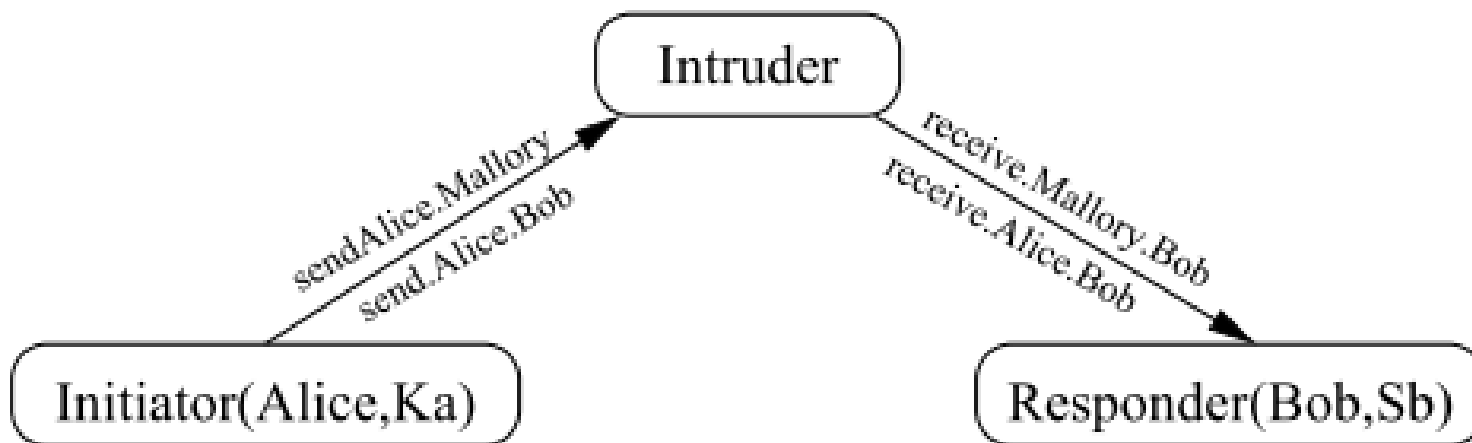 Intruder
sendAlice.Mallory
send.Alice.Bob
receive.Mallory.Bob
receive.Alice.Bob
Initiator(Alice,Ka)
Responder(Bob,Sb)